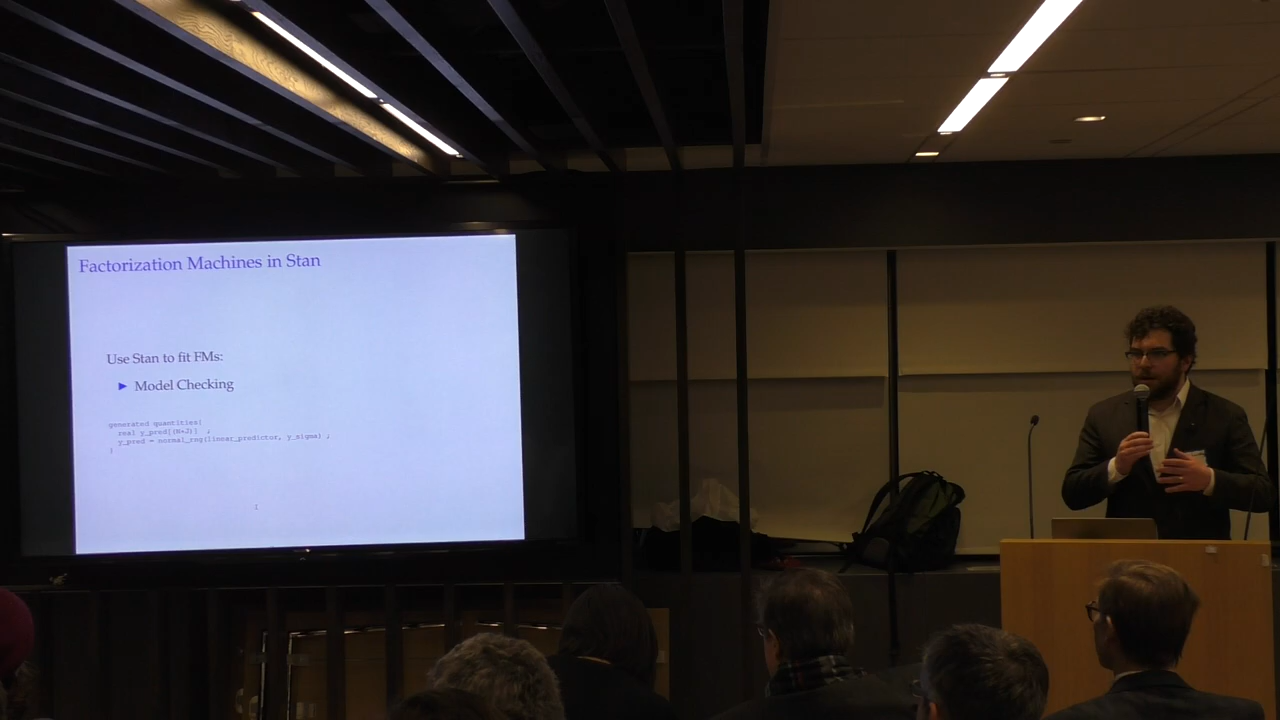 Factorization Machines in Stan
Use Stan to fit FMs:
► Model Checking
generated quantities{
real y_pred[(N+J)] ;
y_pred = normal_rng(linear_predictor, y_sigma) ;
}